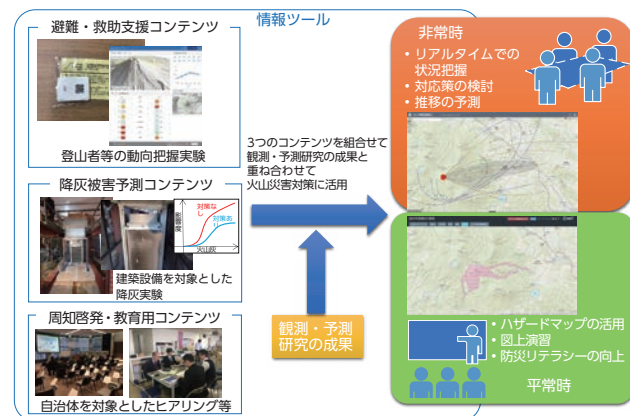 情報ツール
避難・救助支援コンテンツ
登山者等の動向把握実験
降灰被害予測コンテンツ
影響度
対策なし
対策あり
火山灰
建築設備を対象とした
降灰実験
周知啓発・教育用コンテンツ
自治体を対象としたヒアリング等
3つのコンテンツを組合せて
観測・予測研究の成果と
重ね合わせて
火山災害対策に活用
観測・予測
研究の成果
非常時
• リアルタイムでの
状況把握
• 対応策の検討
• 推移の予測
• ハザードマップの活用
• 図上演習
• 防災リテラシーの向上
平常時